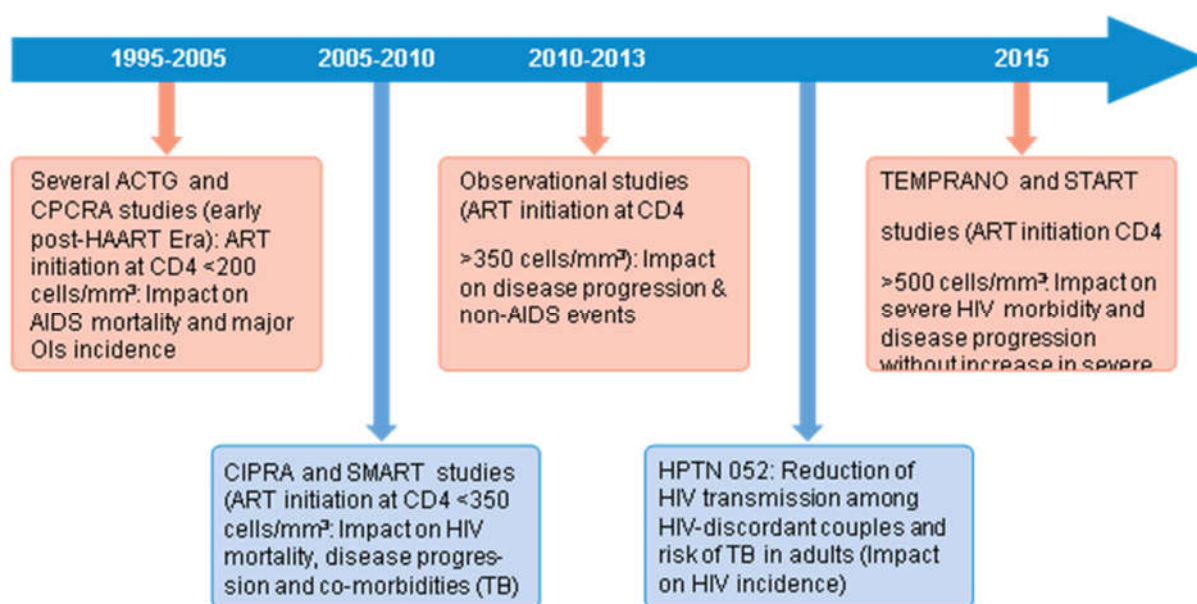 1995-2005
2005-2010
2010-2013
2015
Several ACTG and
CPCRA studies (early
post-HAART Era): ART
initiation at CD4 <200
cells/mm³: Impact on
AIDS mortality and major
OIs incidence
Observational studies
(ART initiation at CD4
>350 cells/mm³): Impact
on disease progression &
non-AIDS events
TEMPRANO and START
studies (ART initiation CD4
>500 cells/mm³: Impact on
severe HIV morbidity and
disease progression
without increase in severe
CIPRA and SMART studies
(ART initiation at CD4 <350
cells/mm³: Impact on HIV
mortality, disease progres-
sion and co-morbidities (TB)
HPTN 052: Reduction of
HIV transmission among
HIV-discordant couples and
risk of TB in adults (Impact
on HIV incidence)